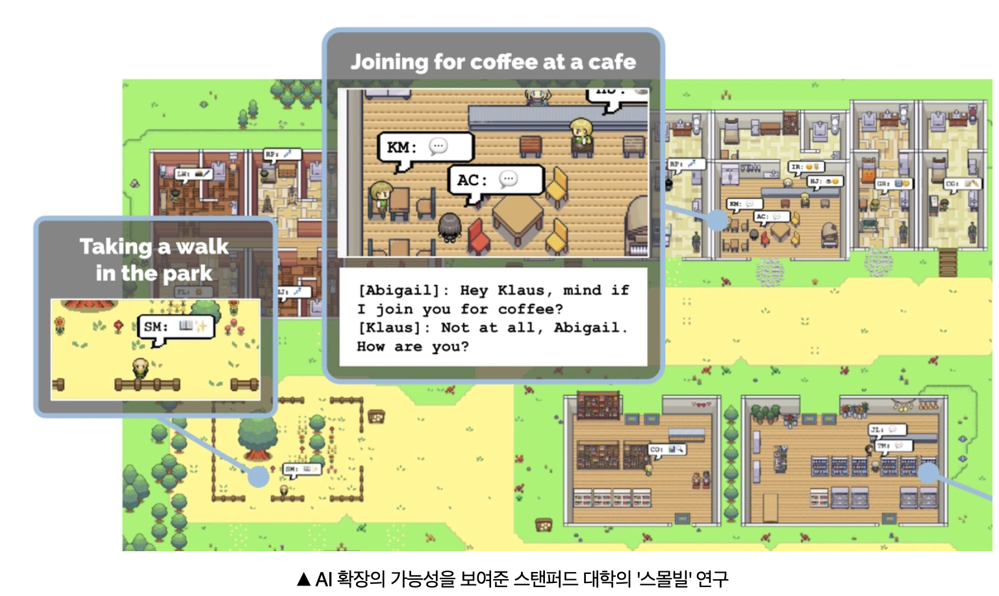 Joining for coffee at a cafe
KM:
AC:
[Abigail]: Hey Klaus, mind if
I join you for coffee?
[Klaus]: Not at all, Abigail.
How are you?
Taking a walk
in the park
SM:
LW:
RP:
FL:
RP:
IR:
HJ:
KM:
AC:
GR:
CG:
SM:
CO:
JL:
TM:
▲ AI 확장의 가능성을 보여준 스탠퍼드 대학의 '스몰빌' 연구